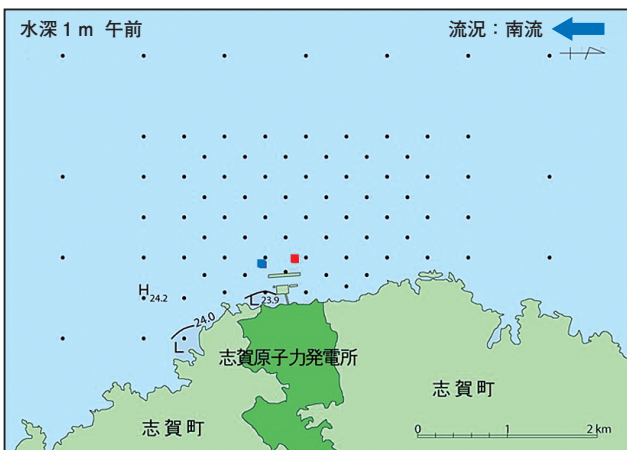 水深1m 午前
流況：南流
H 24.2
L 23.9
24.0
L
志賀原子力発電所
志賀町
志賀町
0 1 2 km